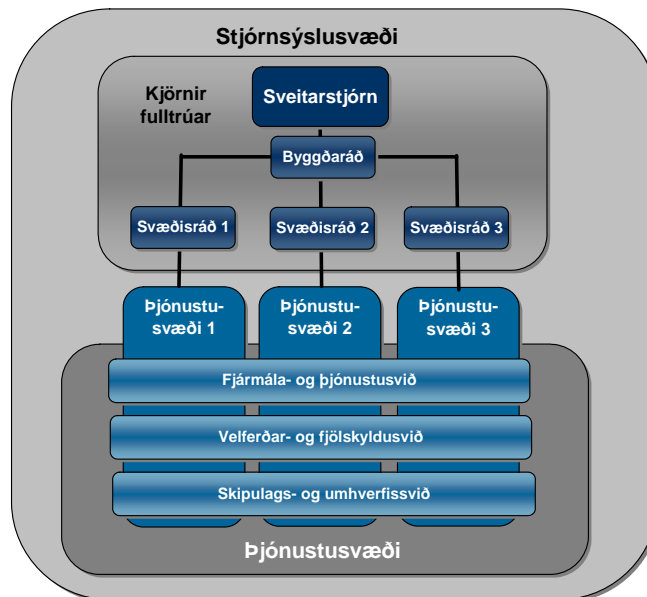 Stjórnsýslusvæði
Kjörnir
fulltrúar
Sveitarstjórn
Byggðaráð
Svæðisráð 1
Svæðisráð 2
Svæðisráð 3
Þjónustu-
svæði 1
Þjónustu-
svæði 2
Þjónustu-
svæði 3
Fjármála- og þjónustusvið
Velferðar- og fjölskyldusvið
Skipulags- og umhverfissvið
Þjónustusvæði